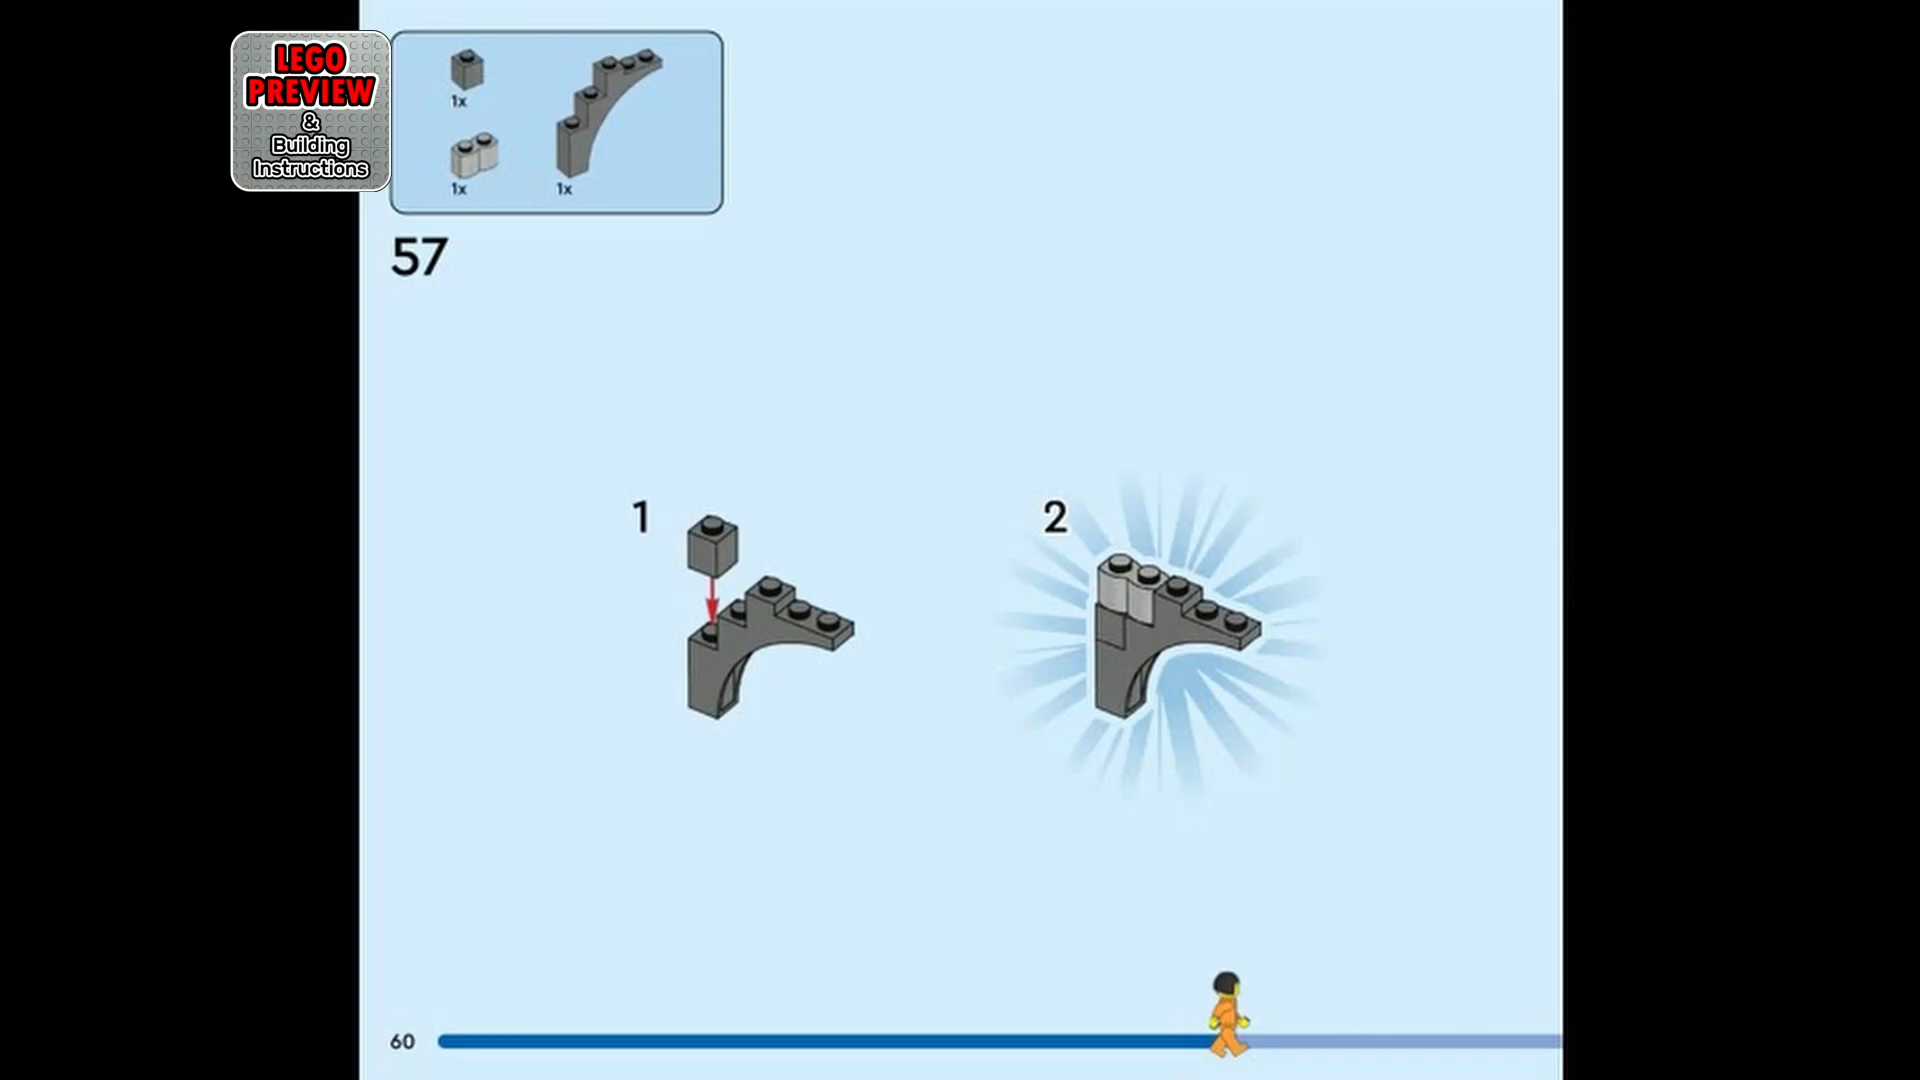 LEGO
PREVIEW
&
Building
Instructions
1x
1x
1x
57
1
2
60